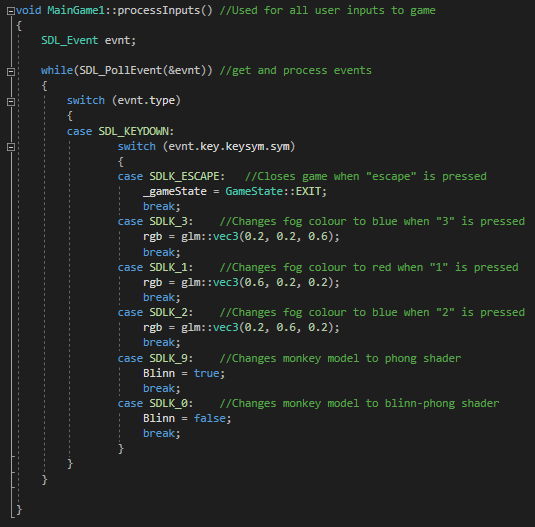 void MainGame1::processInputs() //Used for all user inputs to game
{
SDL_Event evnt;
while(SDL_PollEvent(&evnt)) //get and process events
{
switch (evnt.type)
{
case SDL_KEYDOWN:
switch (evnt.key.keysym.sym)
{
case SDLK_ESCAPE: //Closes game when "escape" is pressed
_gameState = GameState::EXIT;
break;
case SDLK_3: //Changes fog colour to blue when "3" is pressed
rgb = glm::vec3(0.2, 0.2, 0.6);
break;
case SDLK_1: //Changes fog colour to red when "1" is pressed
rgb = glm::vec3(0.6, 0.2, 0.2);
break;
case SDLK_2: //Changes fog colour to blue when "2" is pressed
rgb = glm::vec3(0.2, 0.6, 0.2);
break;
case SDLK_9: //Changes monkey model to phong shader
Blinn = true;
break;
case SDLK_0: //Changes monkey model to blinn-phong shader
Blinn = false;
break;
}
}
}
}